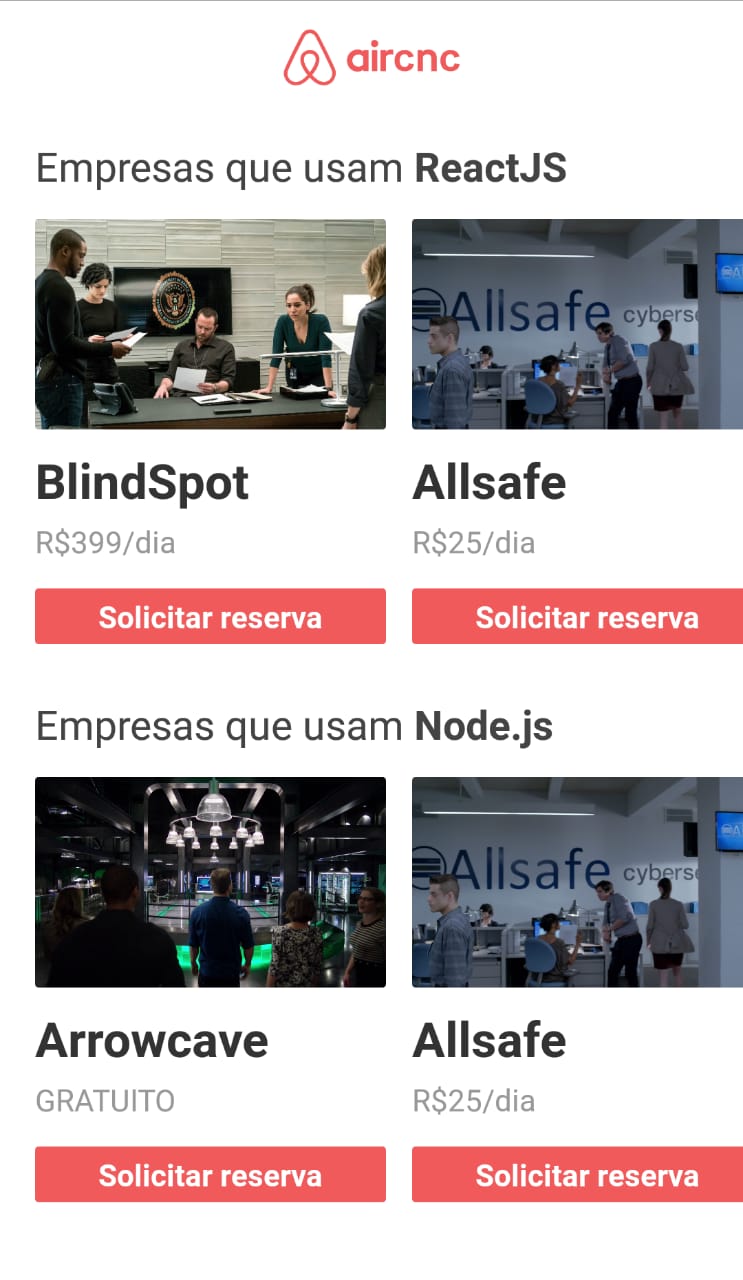 aircnc
Empresas que usam ReactJS
Allsafe cyberse
BlindSpot
Allsafe
R$399/dia
R$25/dia
Solicitar reserva
Solicitar reserva
Empresas que usam Node.js
Allsafe cyberse
Arrowcave
Allsafe
GRATUITO
R$25/dia
Solicitar reserva
Solicitar reserva